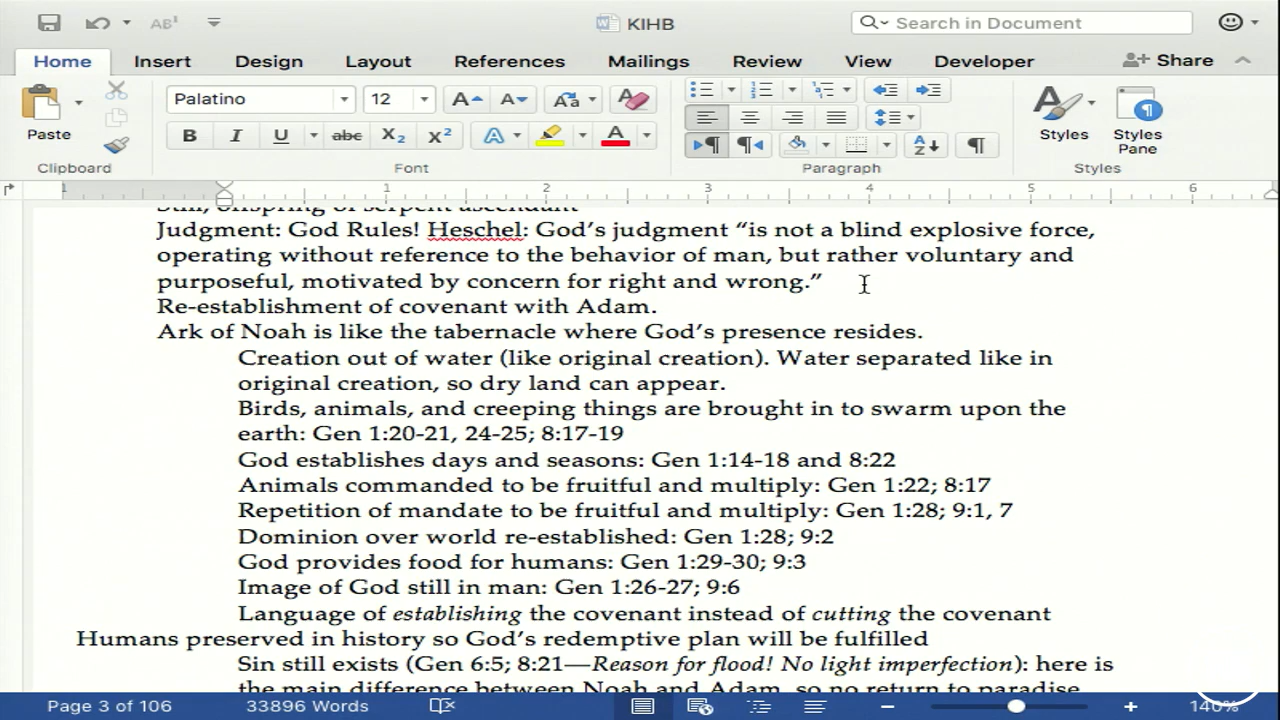 KIHB
Search in Document
Home Insert Design Layout References Mailings Review View Developer Share
Palatino 12
Paste
B I U abc X₂ X² A A
Styles Styles Pane
Clipboard Font Paragraph Styles
1 1 2 3 4 5 6
Still, offspring of serpent ascendant
Judgment: God Rules! Heschel: God’s judgment “is not a blind explosive force,
operating without reference to the behavior of man, but rather voluntary and
purposeful, motivated by concern for right and wrong.”
Re-establishment of covenant with Adam.
Ark of Noah is like the tabernacle where God’s presence resides.
Creation out of water (like original creation). Water separated like in
original creation, so dry land can appear.
Birds, animals, and creeping things are brought in to swarm upon the
earth: Gen 1:20-21, 24-25; 8:17-19
God establishes days and seasons: Gen 1:14-18 and 8:22
Animals commanded to be fruitful and multiply: Gen 1:22; 8:17
Repetition of mandate to be fruitful and multiply: Gen 1:28; 9:1, 7
Dominion over world re-established: Gen 1:28; 9:2
God provides food for humans: Gen 1:29-30; 9:3
Image of God still in man: Gen 1:26-27; 9:6
Language of establishing the covenant instead of cutting the covenant
Humans preserved in history so God’s redemptive plan will be fulfilled
Sin still exists (Gen 6:5; 8:21—Reason for flood! No light imperfection): here is
the main difference between Noah and Adam, so no return to paradise
Page 3 of 106 33896 Words 140%